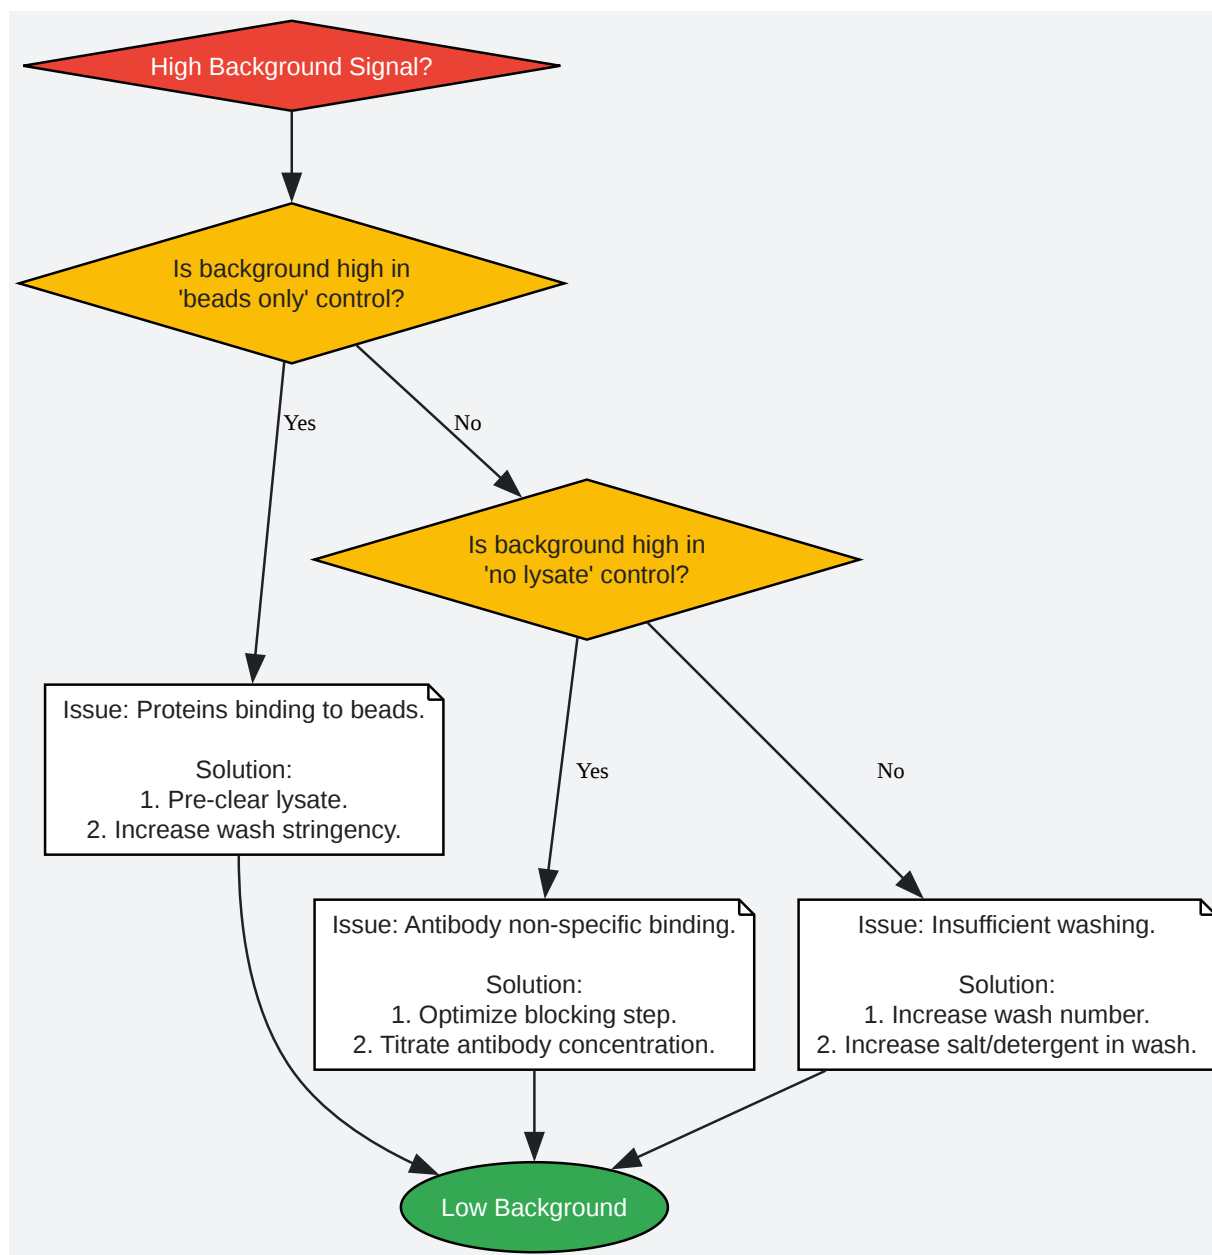 High Background Signal?
Is background high in
'beads only' control?
Yes
No
Is background high in
'no lysate' control?
Issue: Proteins binding to beads.
Solution:
1. Pre-clear lysate.
2. Increase wash stringency.
Yes
No
Issue: Antibody non-specific binding.
Solution:
1. Optimize blocking step.
2. Titrate antibody concentration.
Issue: Insufficient washing.
Solution:
1. Increase wash number.
2. Increase salt/detergent in wash.
Low Background